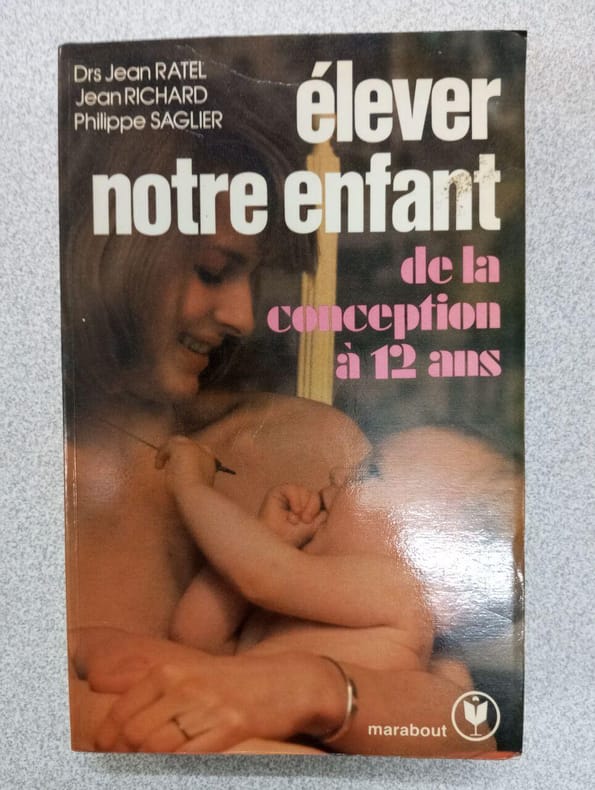 Drs Jean RATEL
Jean RICHARD
Philippe SAGLIER
élever
notre enfant
de la
conception
à 12 ans
marabout